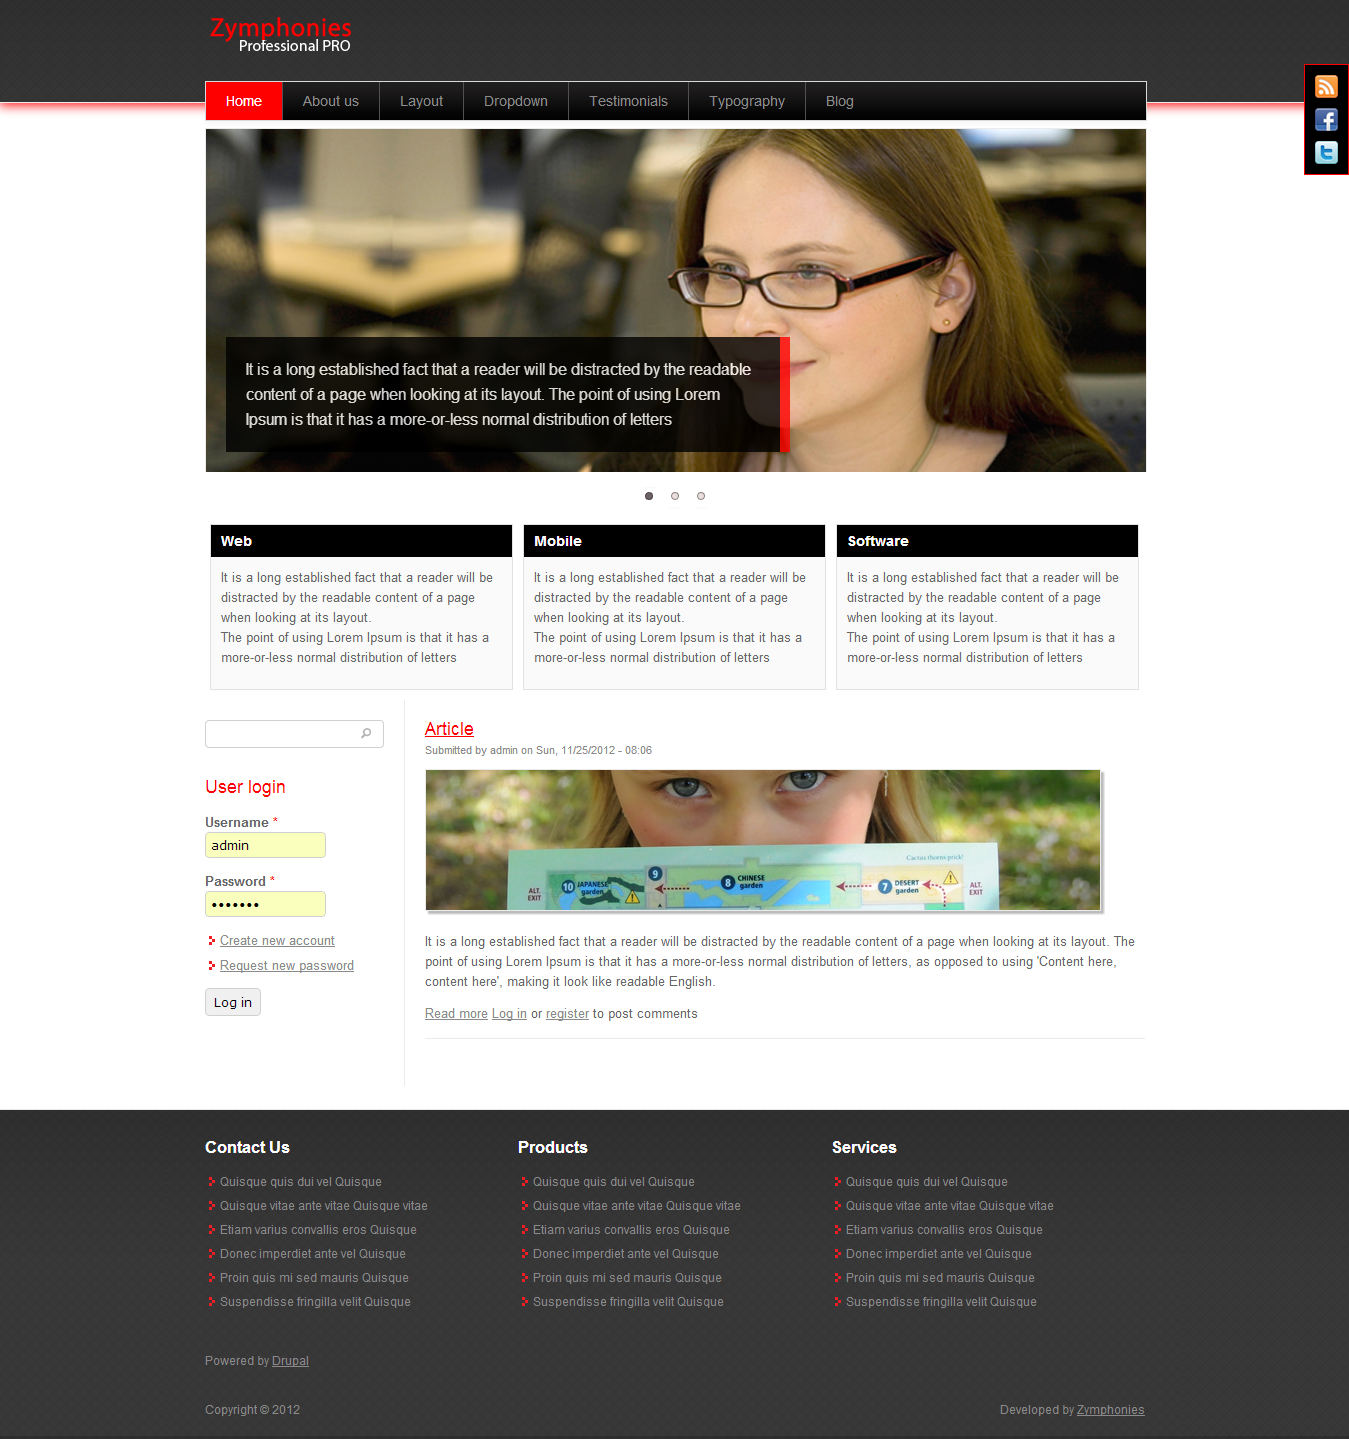 Zymphonies
Professional PRO
Home
About us
Layout
Dropdown
Testimonials
Typography
Blog
It is a long established fact that a reader will be distracted by the readable
content of a page when looking at its layout. The point of using Lorem
Ipsum is that it has a more-or-less normal distribution of letters
Web
It is a long established fact that a reader will be
distracted by the readable content of a page
when looking at its layout.
The point of using Lorem Ipsum is that it has a
more-or-less normal distribution of letters
Mobile
It is a long established fact that a reader will be
distracted by the readable content of a page
when looking at its layout.
The point of using Lorem Ipsum is that it has a
more-or-less normal distribution of letters
Software
It is a long established fact that a reader will be
distracted by the readable content of a page
when looking at its layout.
The point of using Lorem Ipsum is that it has a
more-or-less normal distribution of letters
User login
Username *
admin
Password *
•••••••
Create new account
Request new password
Log in
Article
Submitted by admin on Sun, 11/25/2012 - 08:06
Cactus thorns prick!
ALT.
EXIT
10 JAPANESE
garden
9
8 CHINESE
garden
7 DESERT
garden
ALT.
EXIT
It is a long established fact that a reader will be distracted by the readable content of a page when looking at its layout. The
point of using Lorem Ipsum is that it has a more-or-less normal distribution of letters, as opposed to using 'Content here,
content here', making it look like readable English.
Read more Log in or register to post comments
Contact Us
Quisque quis dui vel Quisque
Quisque vitae ante vitae Quisque vitae
Etiam varius convallis eros Quisque
Donec imperdiet ante vel Quisque
Proin quis mi sed mauris Quisque
Suspendisse fringilla velit Quisque
Products
Quisque quis dui vel Quisque
Quisque vitae ante vitae Quisque vitae
Etiam varius convallis eros Quisque
Donec imperdiet ante vel Quisque
Proin quis mi sed mauris Quisque
Suspendisse fringilla velit Quisque
Services
Quisque quis dui vel Quisque
Quisque vitae ante vitae Quisque vitae
Etiam varius convallis eros Quisque
Donec imperdiet ante vel Quisque
Proin quis mi sed mauris Quisque
Suspendisse fringilla velit Quisque
Powered by Drupal
Copyright © 2012
Developed by Zymphonies